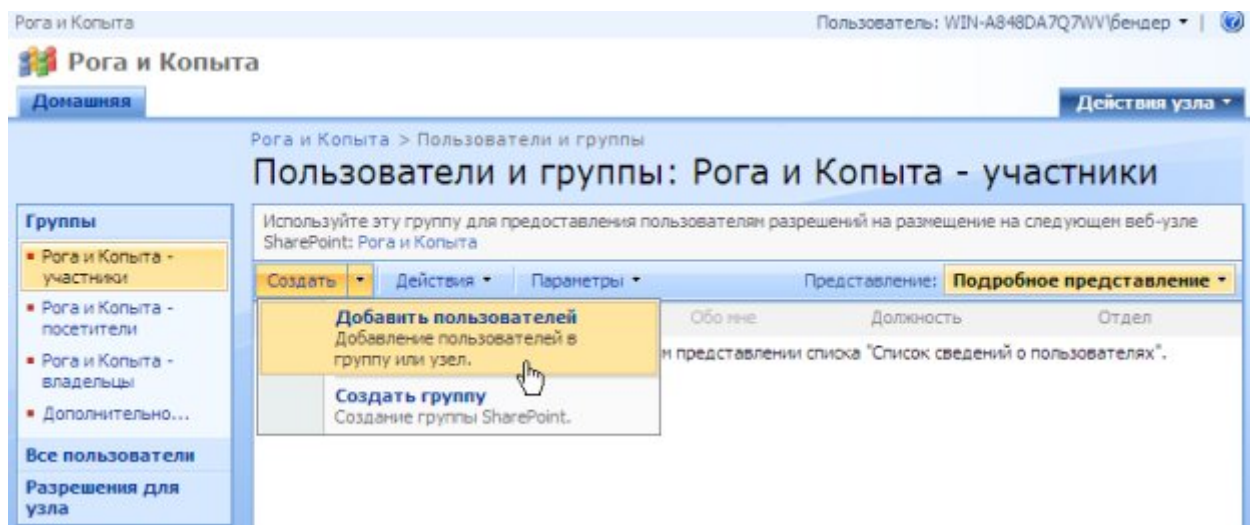 Рога и Копыта
Пользователь: WIN-A848DA7Q7WV\бендер
Рога и Копыта
Домашняя
Действия узла
Рога и Копыта > Пользователи и группы
Пользователи и группы: Рога и Копыта - участники
Группы
Рога и Копыта -
участники
Рога и Копыта -
посетители
Рога и Копыта -
владельцы
Дополнительно...
Все пользователи
Разрешения для
узла
Используйте эту группу для предоставления пользователям разрешений на размещение на следующем веб-узле
SharePoint: Рога и Копыта
Создать Действия Параметры Представление: Подробное представление
Обо мне Должность Отдел
Добавить пользователей
Добавление пользователей в
группу или узел.
м представлении списка "Список сведений о пользователях".
Создать группу
Создание группы SharePoint.